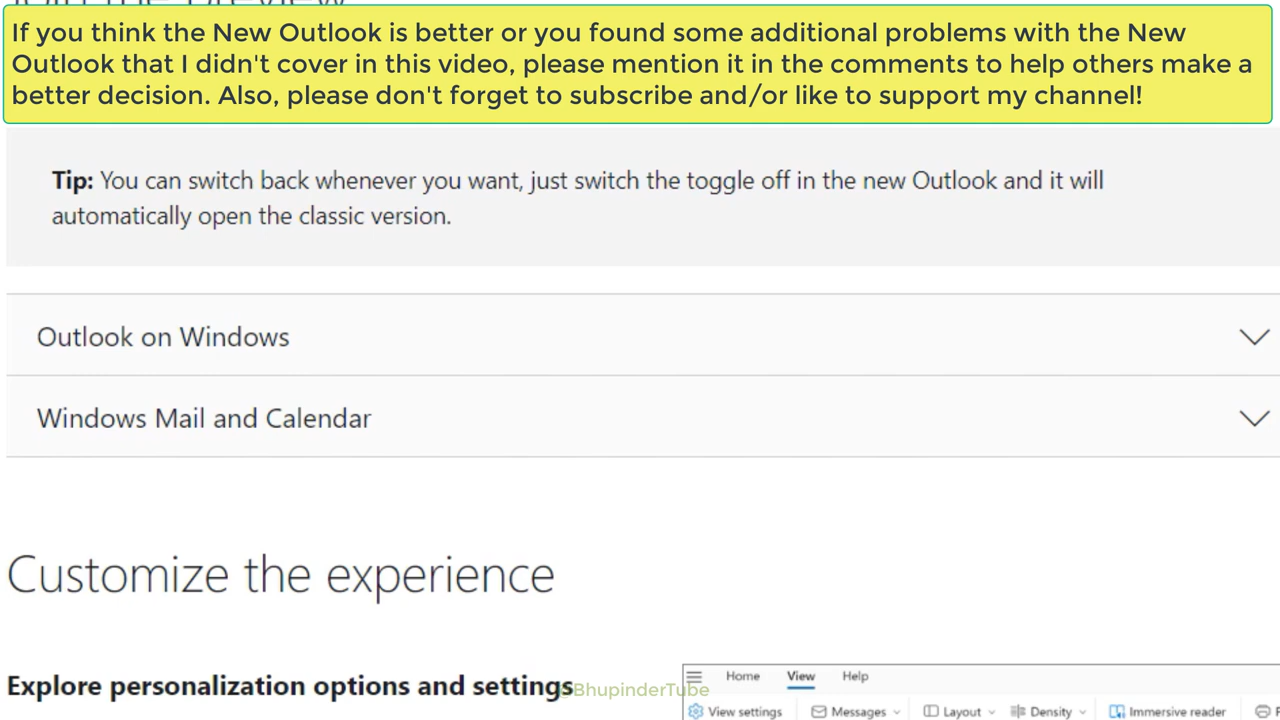 Join the Preview
If you think the New Outlook is better or you found some additional problems with the New
Outlook that I didn't cover in this video, please mention it in the comments to help others make a
better decision. Also, please don't forget to subscribe and/or like to support my channel!
Tip: You can switch back whenever you want, just switch the toggle off in the new Outlook and it will
automatically open the classic version.
Outlook on Windows
Windows Mail and Calendar
Customize the experience
Explore personalization options and settings
@BhupinderTube
Home View Help
View settings Messages Layout Density Immersive reader